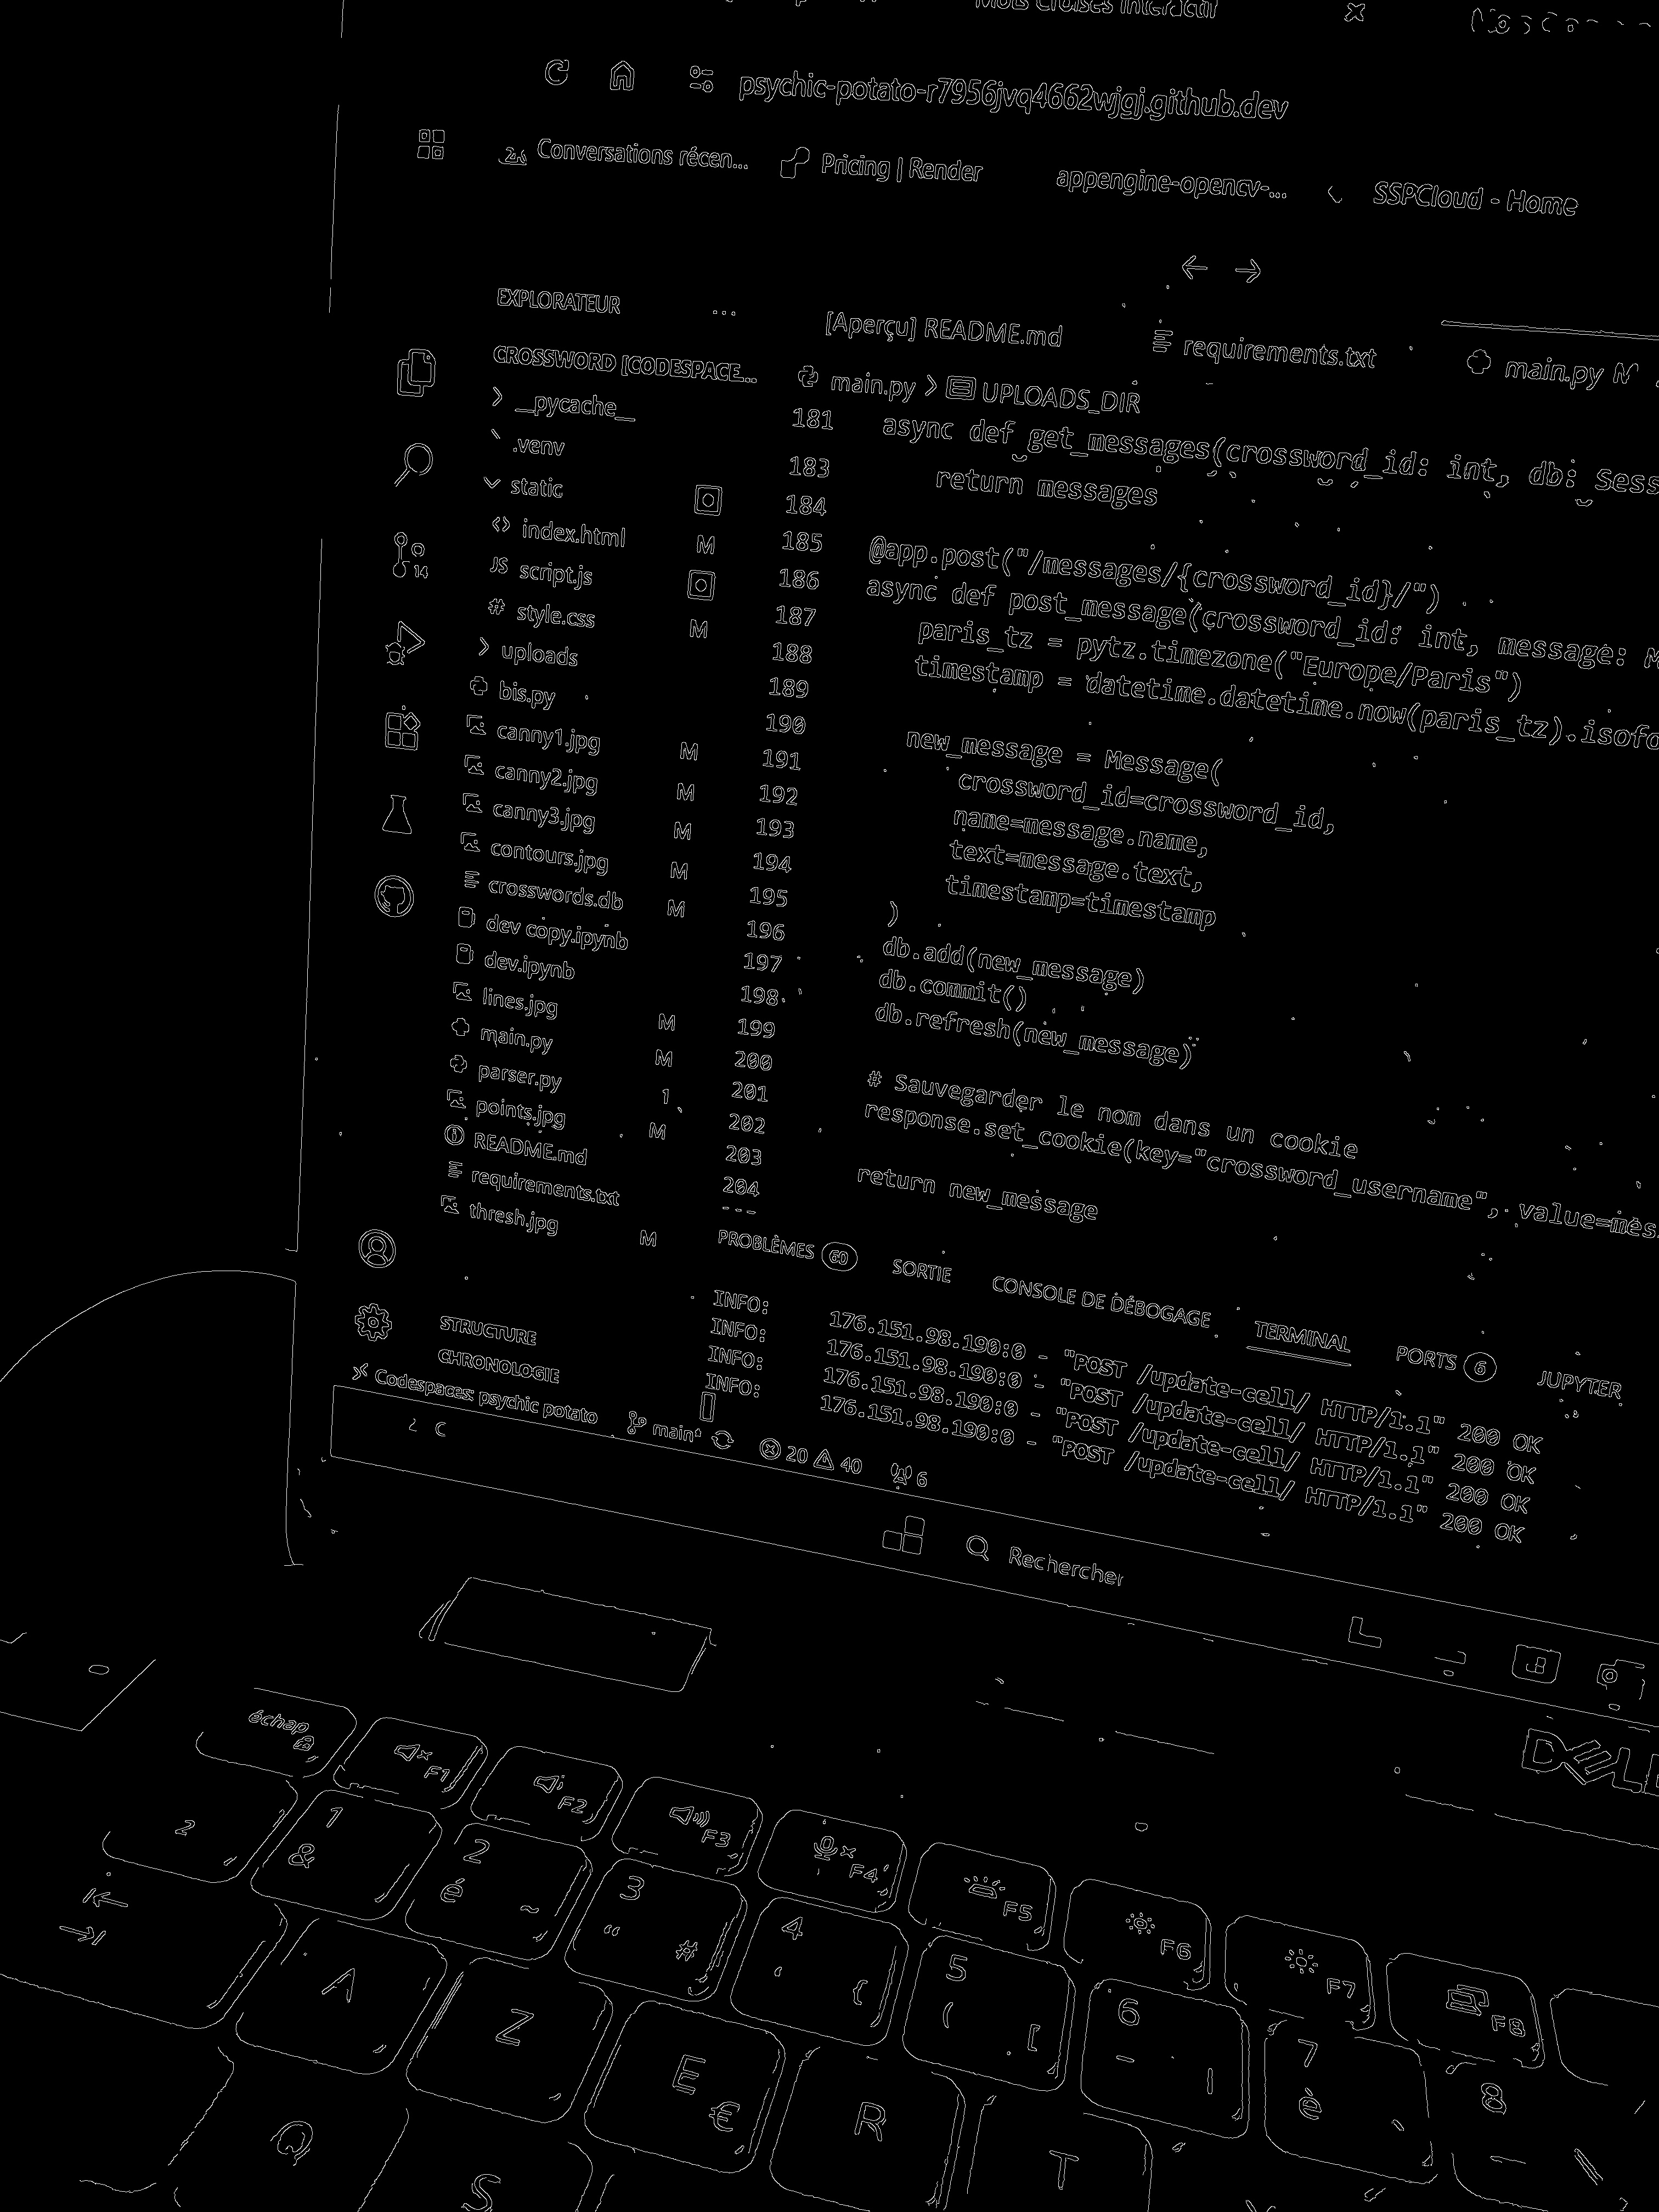 Mots Croisés Interactif
psychic-potato-r7956jvq4662wjgj.github.dev
Conversations récen... Pricing | Render appengine-opencv-... SSPCloud - Home
EXPLORATEUR ...
[Aperçu] README.md requirements.txt main.py M
CROSSWORD [CODESPACE...
main.py > UPLOADS_DIR
__pycache__
.venv
static
index.html M
script.js
style.css M
uploads
bis.py
canny1.jpg M
canny2.jpg M
canny3.jpg M
contours.jpg M
crosswords.db M
dev copy.ipynb
dev.ipynb
lines.jpg M
main.py M
parser.py 1
points.jpg M
README.md
requirements.txt
thresh.jpg M
14
STRUCTURE
CHRONOLOGIE
181
183
184
185
186
187
188
189
190
191
192
193
194
195
196
197
198
199
200
201
202
203
204
async def get_messages(crossword_id: int, db: Sess
return messages
@app.post("/messages/{crossword_id}/")
async def post_message(crossword_id: int, message: M
paris_tz = pytz.timezone("Europe/Paris")
timestamp = datetime.datetime.now(paris_tz).isofo
new_message = Message(
crossword_id=crossword_id,
name=message.name,
text=message.text,
timestamp=timestamp
)
db.add(new_message)
db.commit()
db.refresh(new_message)
# Sauvegarder le nom dans un cookie
response.set_cookie(key="crossword_username", value=mes
return new_message
PROBLÈMES 60 SORTIE CONSOLE DE DÉBOGAGE TERMINAL PORTS 6 JUPYTER
INFO: 176.151.98.190:0 - "POST /update-cell/ HTTP/1.1" 200 OK
INFO: 176.151.98.190:0 - "POST /update-cell/ HTTP/1.1" 200 OK
INFO: 176.151.98.190:0 - "POST /update-cell/ HTTP/1.1" 200 OK
INFO: 176.151.98.190:0 - "POST /update-cell/ HTTP/1.1" 200 OK
Codespaces: psychic potato main* 20 40 6
2 C
Rechercher
DELL
échap F1 F2 F3 F4 F5 F6 F7 F8
2 1 & 2 é ~ 3 " # 4 ' { 5 ( [ 6 - | 7 è ` 8 _ \
A Z E € R T
Q S